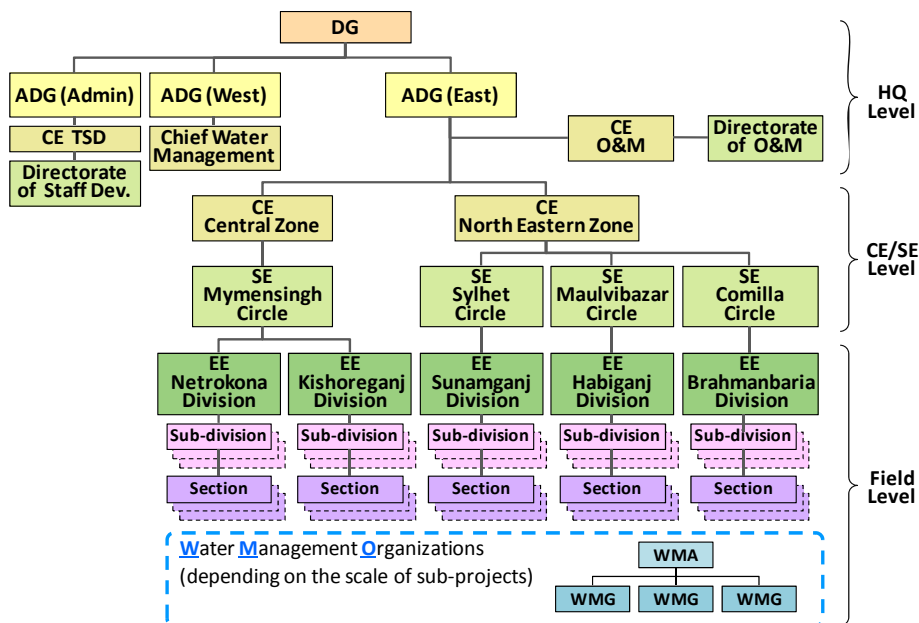 DG
ADG (Admin)
ADG (West)
ADG (East)
HQ
Level
CE TSD
Chief Water
Management
CE
O&M
Directorate
of O&M
Directorate
of Staff Dev.
CE
Central Zone
CE
North Eastern Zone
CE/SE
Level
SE
Mymensingh
Circle
SE
Sylhet
Circle
SE
Maulvibazar
Circle
SE
Comilla
Circle
EE
Netrokona
Division
EE
Kishoreganj
Division
EE
Sunamganj
Division
EE
Habiganj
Division
EE
Brahmanbaria
Division
Sub-division
Sub-division
Sub-division
Sub-division
Sub-division
Section
Section
Section
Section
Section
Field
Level
Water Management Organizations
(depending on the scale of sub-projects)
WMA
WMG
WMG
WMG